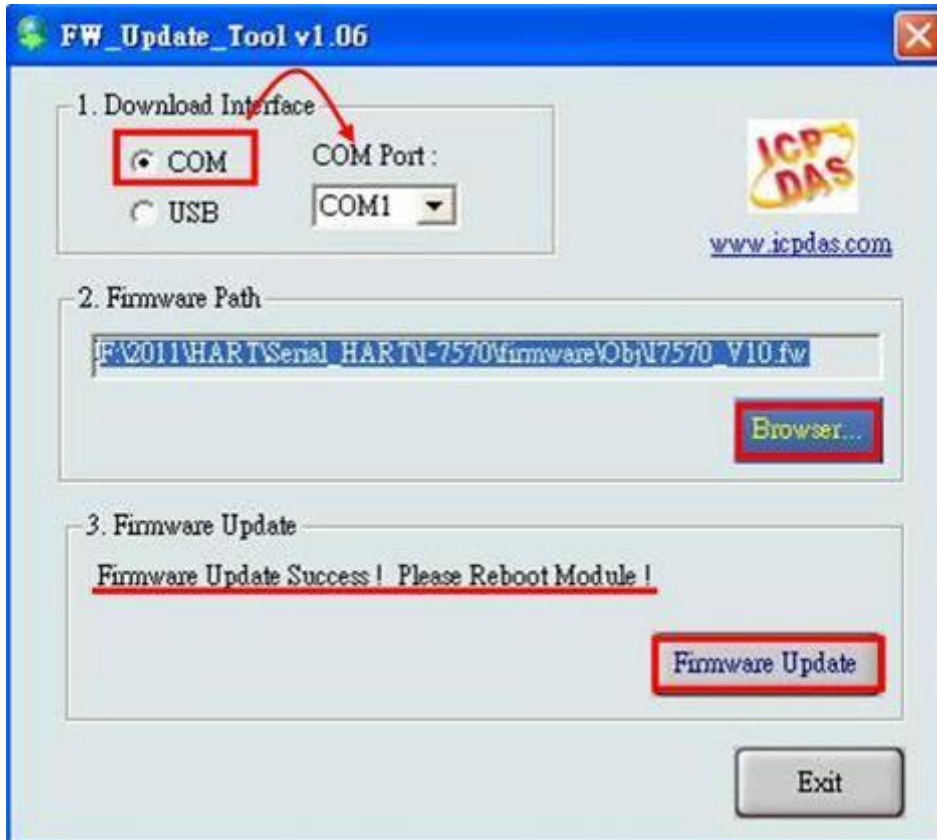 FW_Update_Tool v1.06
1. Download Interface
COM
COM Port :
USB
COM1
ICP
DAS
www.icpdas.com
2. Firmware Path
F:\2011\HART\Serial_HART\I-7570\firmware\Obj\I7570_V10.fw
Browser...
3. Firmware Update
Firmware Update Success ! Please Reboot Module !
Firmware Update
Exit